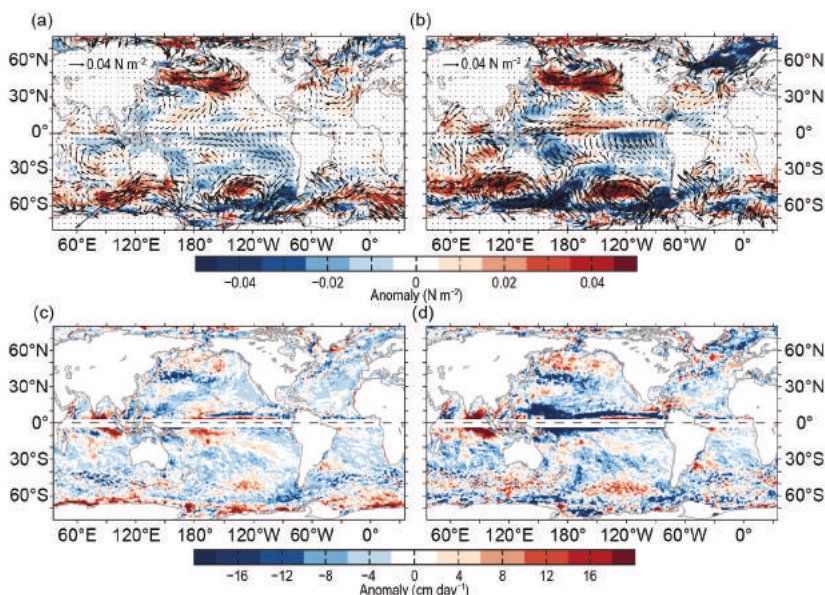 (a) (b)
60°N 0.04 N m⁻² 0.04 N m⁻² 60°N
30°N 30°N
0° 0°
30°S 30°S
60°S 60°S
60°E 120°E 180° 120°W 60°W 0° 60°E 120°E 180° 120°W 60°W 0°
−0.04 −0.02 0 0.02 0.04
Anomaly (N m⁻²)
(c) (d)
60°N 60°N
30°N 30°N
0° 0°
30°S 30°S
60°S 60°S
60°E 120°E 180° 120°W 60°W 0° 60°E 120°E 180° 120°W 60°W 0°
−16 −12 −8 −4 0 4 8 12 16
Anomaly (cm day⁻¹)